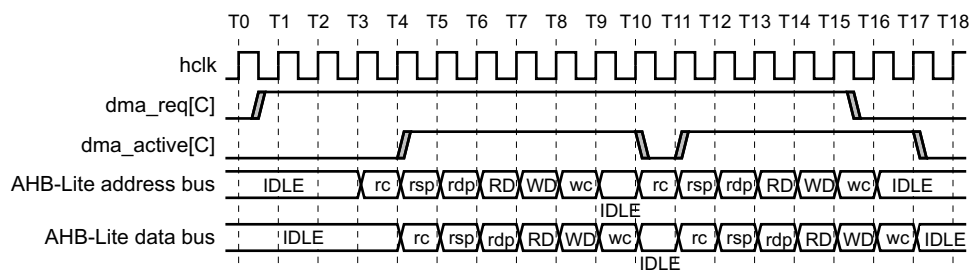 T0 T1 T2 T3 T4 T5 T6 T7 T8 T9 T10 T11 T12 T13 T14 T15 T16 T17 T18
hclk
dma_req[C]
dma_active[C]
AHB-Lite address bus IDLE rc rsp rdp RD WD wc rc rsp rdp RD WD wc IDLE
IDLE
AHB-Lite data bus IDLE rc rsp rdp RD WD wc rc rsp rdp RD WD wc IDLE
IDLE